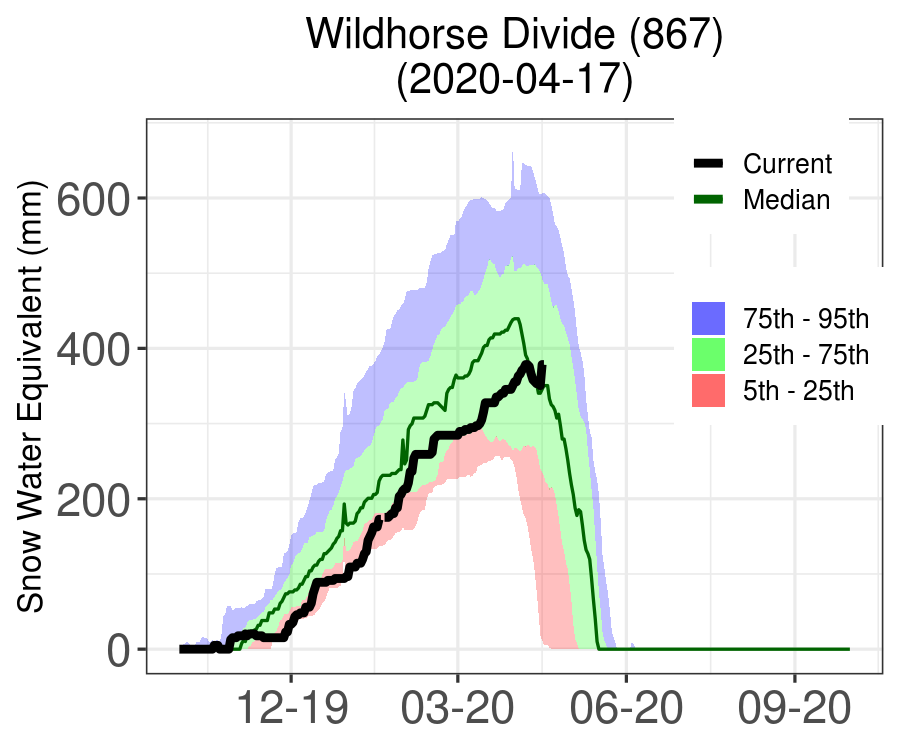 Wildhorse Divide (867)
(2020-04-17)
Snow Water Equivalent (mm)
600
400
200
0
12-19
03-20
06-20
09-20
Current
Median
75th - 95th
25th - 75th
5th - 25th